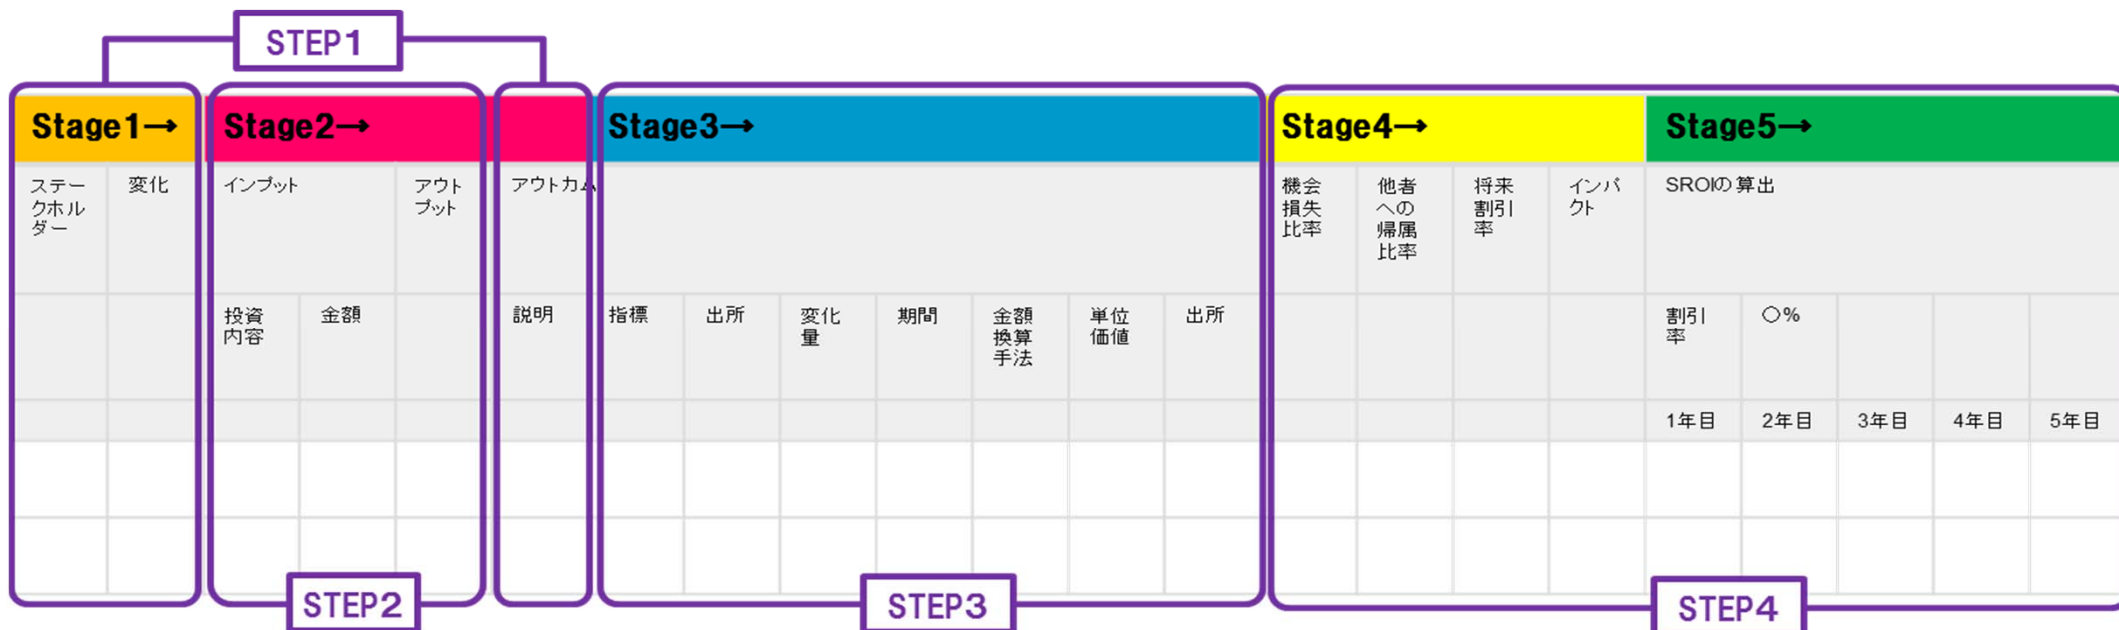 STEP1
Stage1→
Stage2→
Stage3→
Stage4→
Stage5→
ステー
クホル
ダー
変化
インプット
アウト
プット
アウトカム
機会
損失
比率
他者
への
帰属
比率
将来
割引
率
インパ
クト
SROIの算出
投資
内容
金額
説明
指標
出所
変化
量
期間
金額
換算
手法
単位
価値
出所
割引
率
○%
1年目
2年目
3年目
4年目
5年目
STEP2
STEP3
STEP4